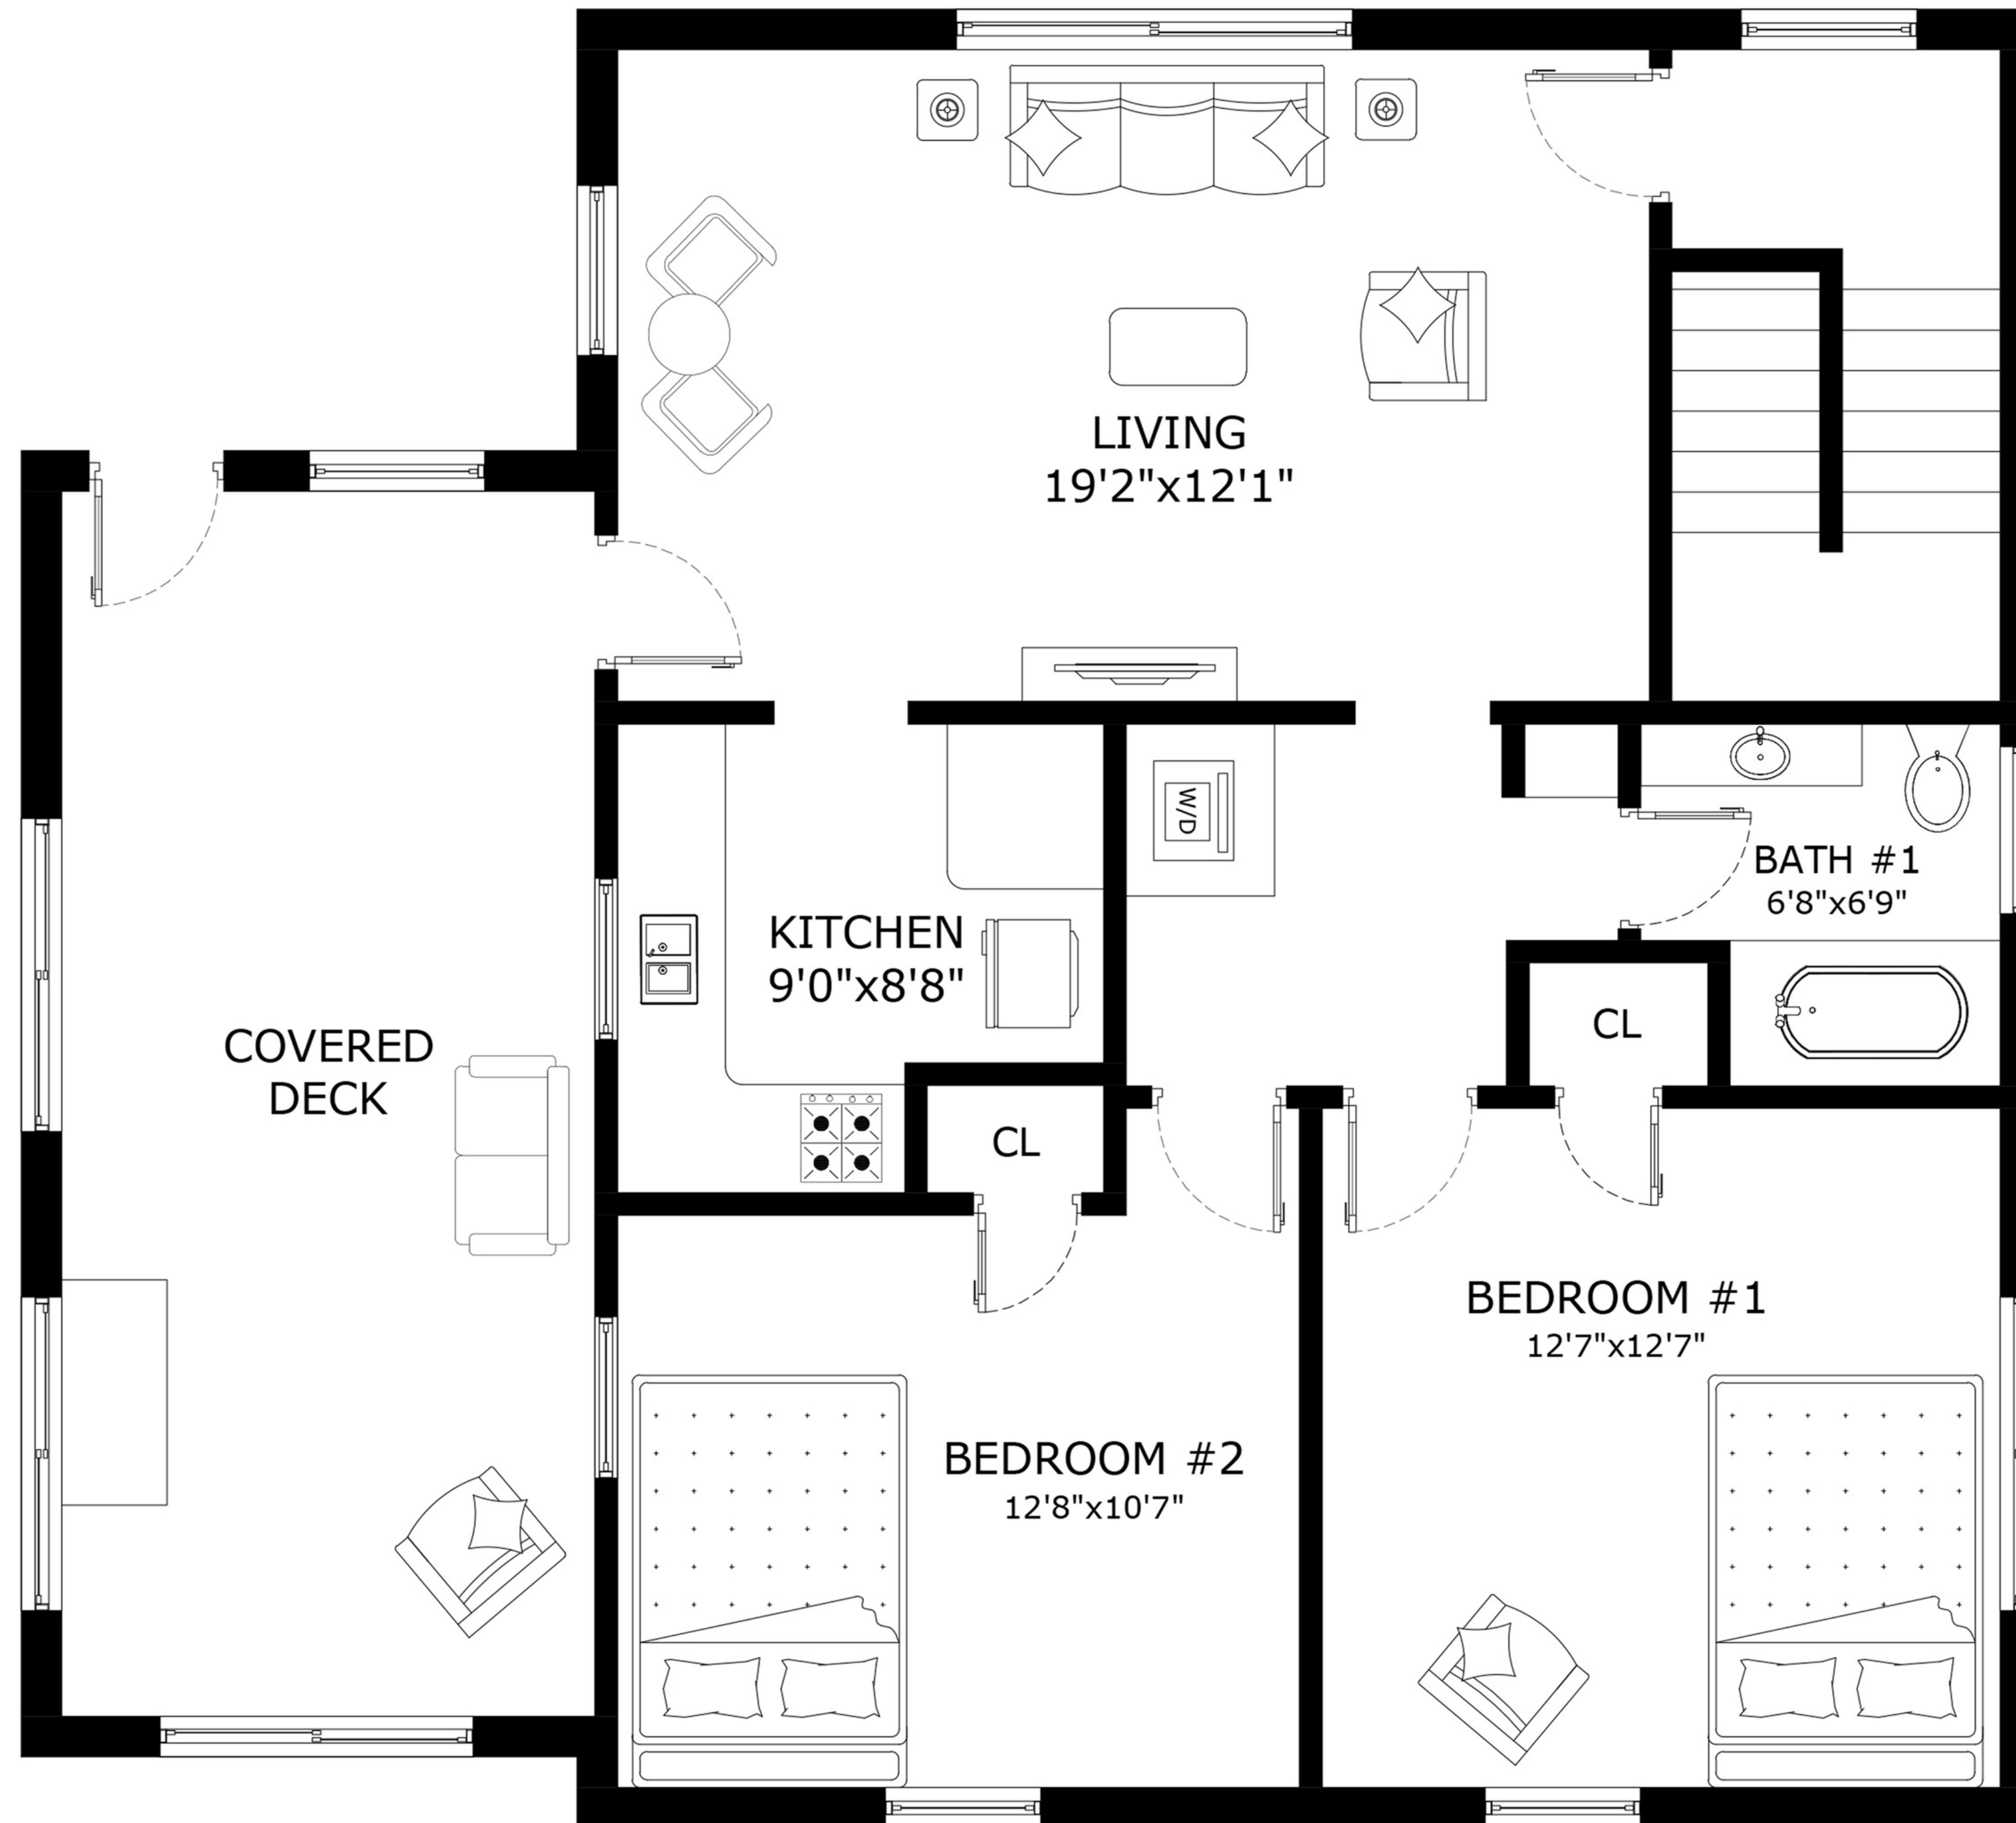 LIVING
19'2"x12'1"
W/D
BATH #1
6'8"x6'9"
KITCHEN
9'0"x8'8"
CL
COVERED
DECK
CL
BEDROOM #1
12'7"x12'7"
BEDROOM #2
12'8"x10'7"